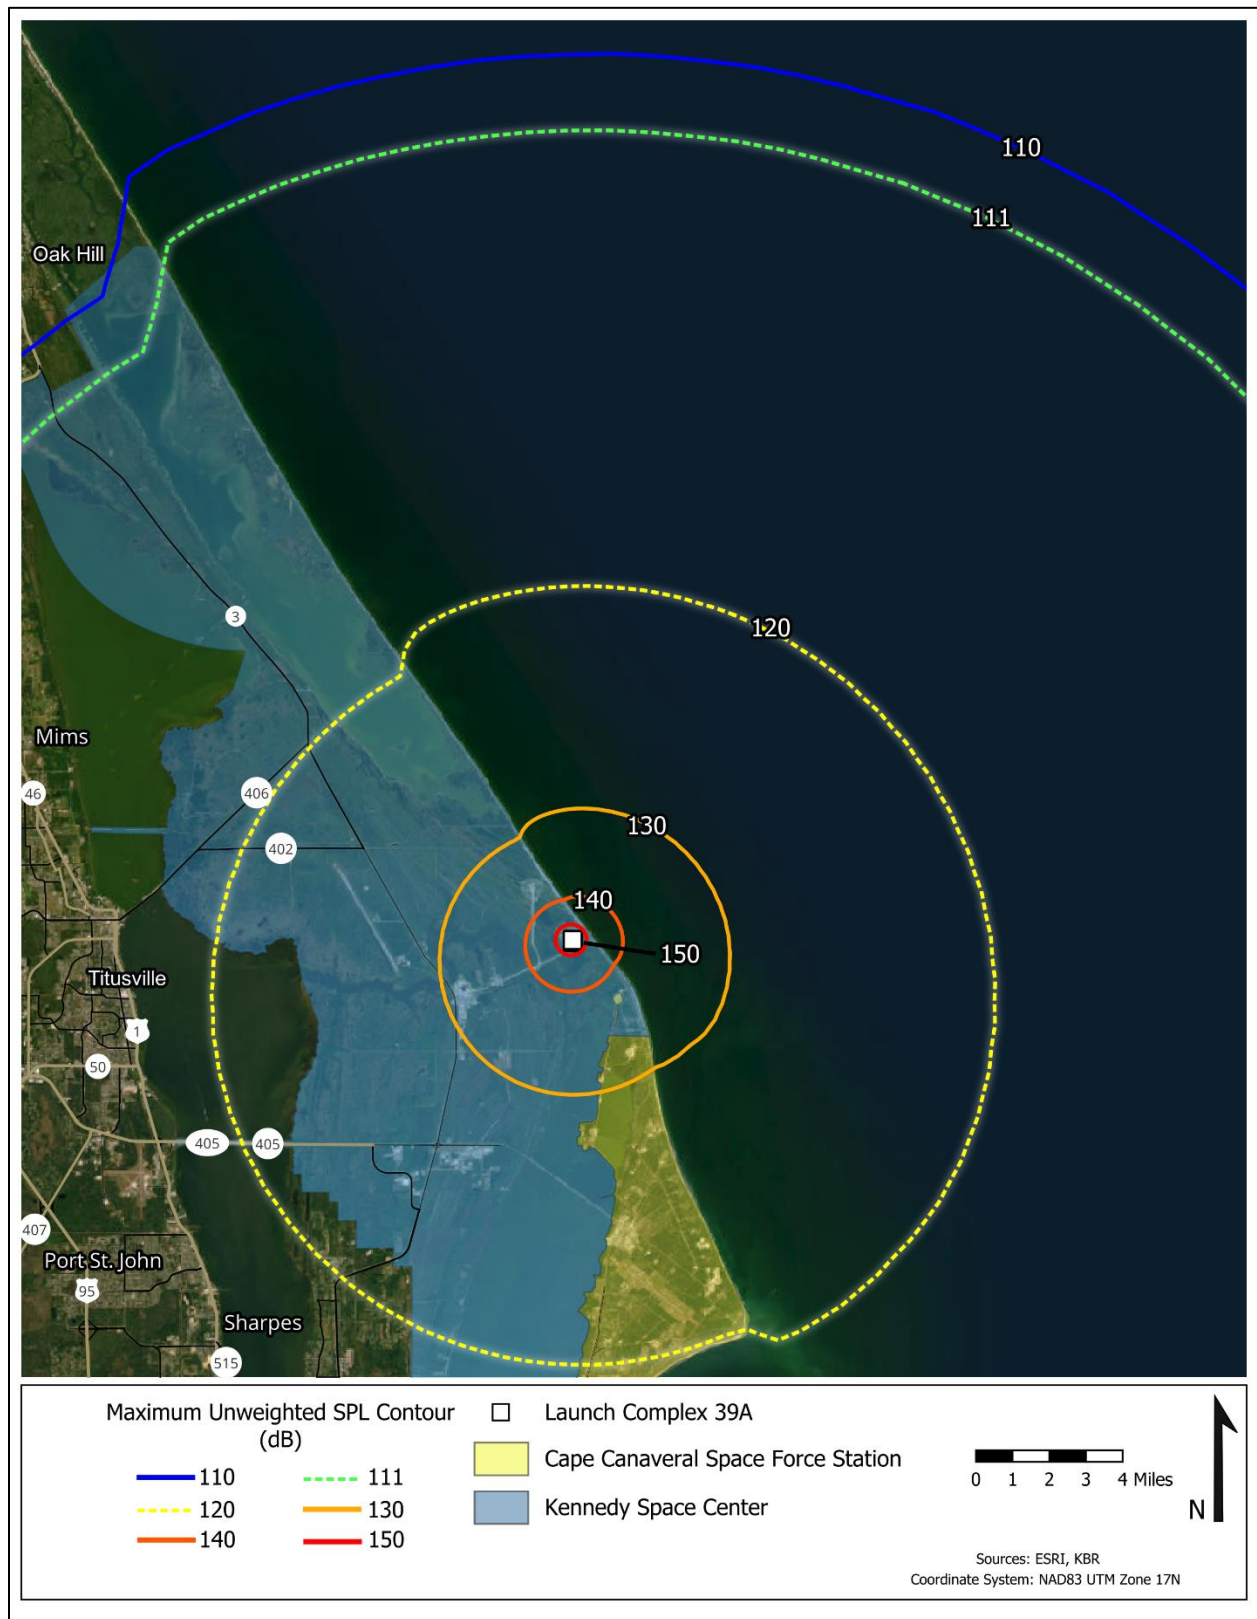 110
111
Oak Hill
3
120
Mims
46
406
130
402
140
150
Titusville
1
50
405
405
407
Port St. John
95
Sharpes
515
Maximum Unweighted SPL Contour
(dB)
110
111
120
130
140
150
Launch Complex 39A
Cape Canaveral Space Force Station
Kennedy Space Center
0 1 2 3 4 Miles
N
Sources: ESRI, KBR
Coordinate System: NAD83 UTM Zone 17N